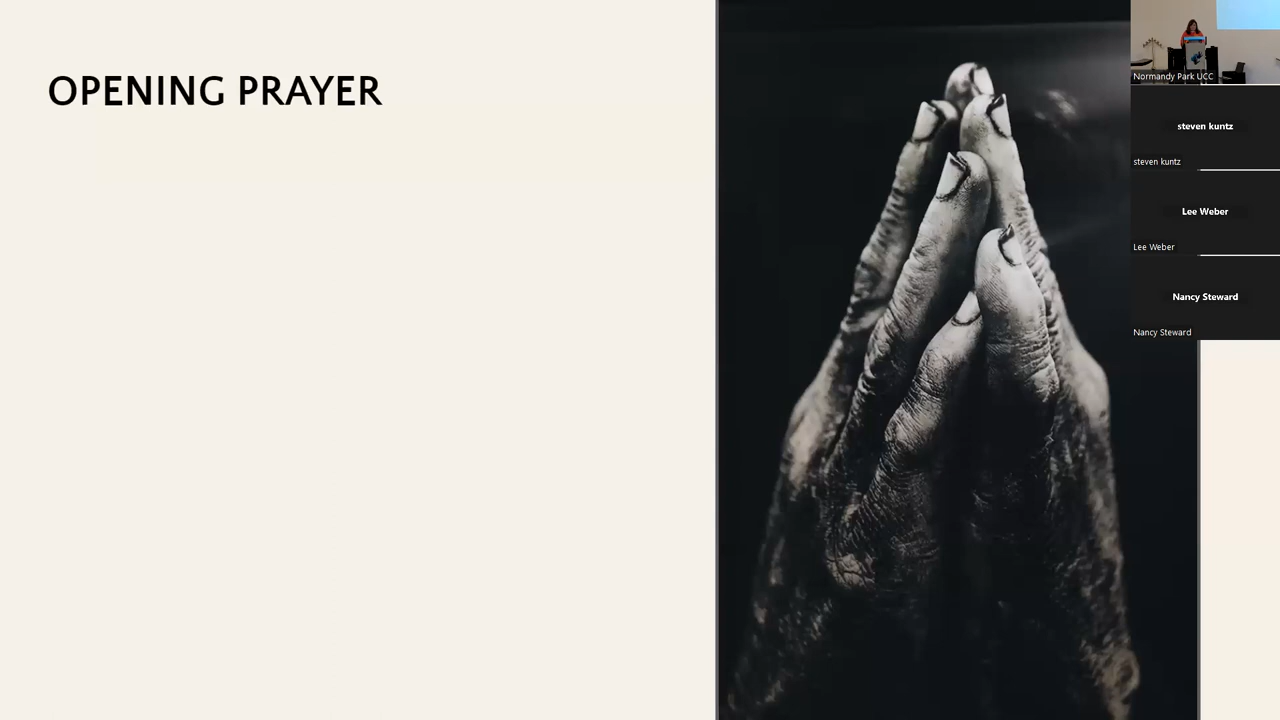 OPENING PRAYER
Normandy Park UCC
steven kuntz
steven kuntz
Lee Weber
Lee Weber
Nancy Steward
Nancy Steward